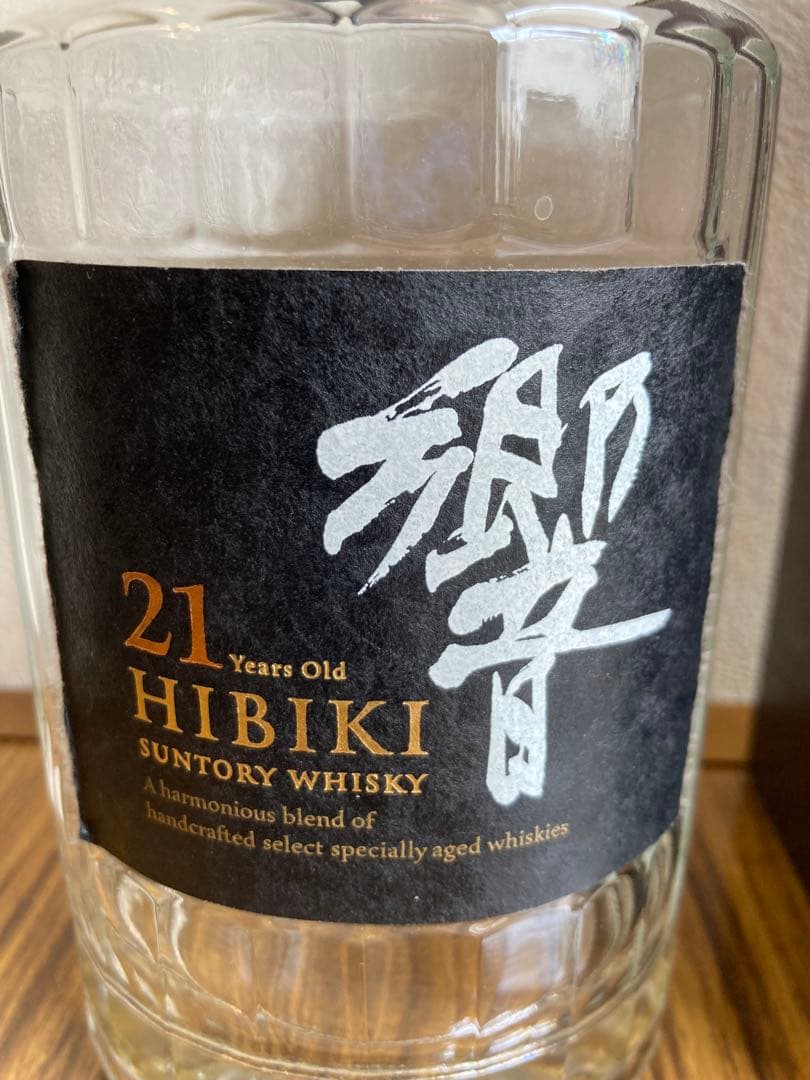 響
21 Years Old
HIBIKI
SUNTORY WHISKY
A harmonious blend of
handcrafted select specially aged whiskies